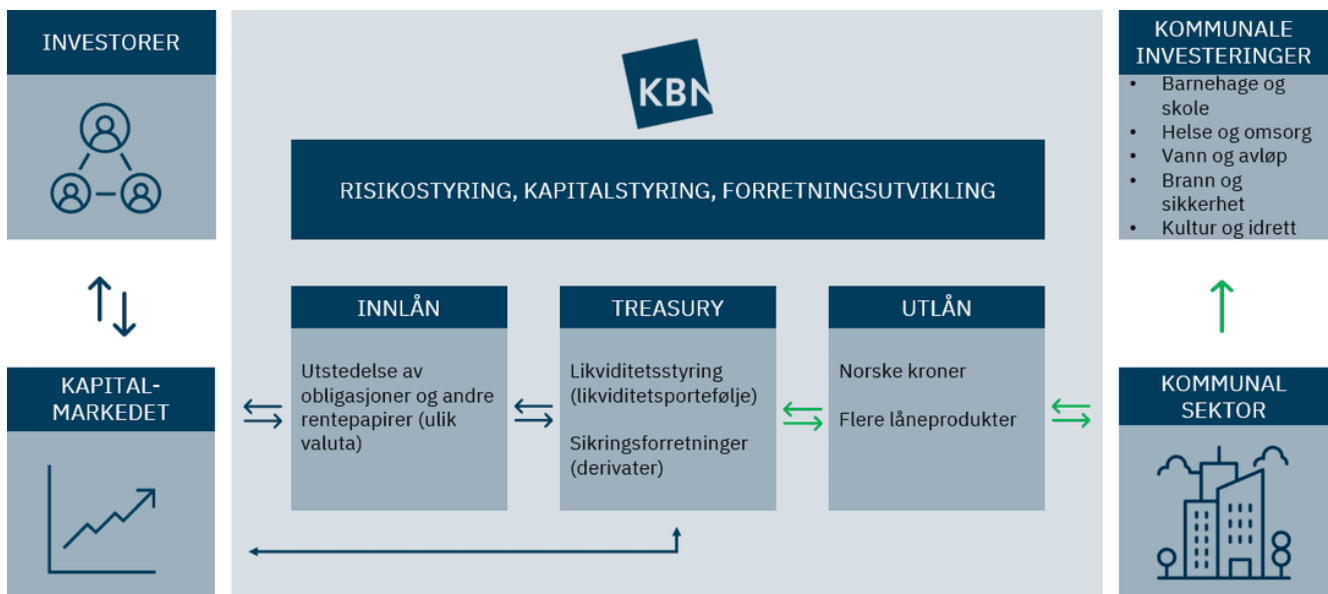 INVESTORER
KBN
RISIKOSTYRING, KAPITALSTYRING, FORRETNINGSUTVIKLING
KOMMUNALE
INVESTERINGER
• Barnehage og
skole
• Helse og omsorg
• Vann og avløp
• Brann og
sikkerhet
• Kultur og idrett
KAPITAL-
MARKEDET
INNLÅN
Utstedelse av
obligasjoner og andre
rentepapirer (ulik
valuta)
TREASURY
Likviditetsstyring
(likviditetsportefølje)
Sikringsforretninger
(derivater)
UTLÅN
Norske kroner
Flere låneprodukter
KOMMUNAL
SEKTOR